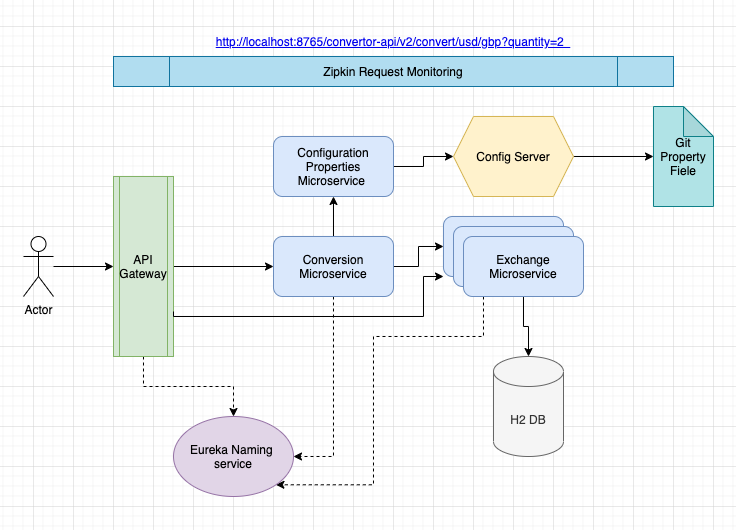 http://localhost:8765/convertor-api/v2/convert/usd/gbp?quantity=2
Zipkin Request Monitoring
Configuration
Properties
Microservice
Config Server
Git
Property
Fiele
API
Gateway
Conversion
Microservice
Exchange
Microservice
Actor
H2 DB
Eureka Naming
service